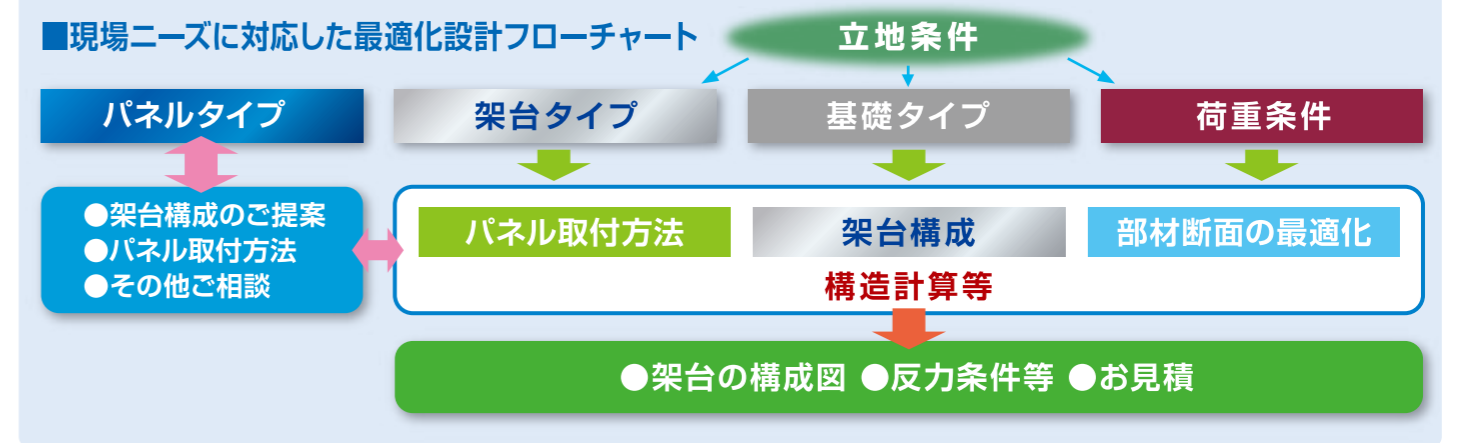 ■現場ニーズに対応した最適化設計フローチャート
立地条件
パネルタイプ
架台タイプ
基礎タイプ
荷重条件
●架台構成のご提案
●パネル取付方法
●その他ご相談
パネル取付方法
架台構成
部材断面の最適化
構造計算等
●架台の構成図 ●反力条件等 ●お見積